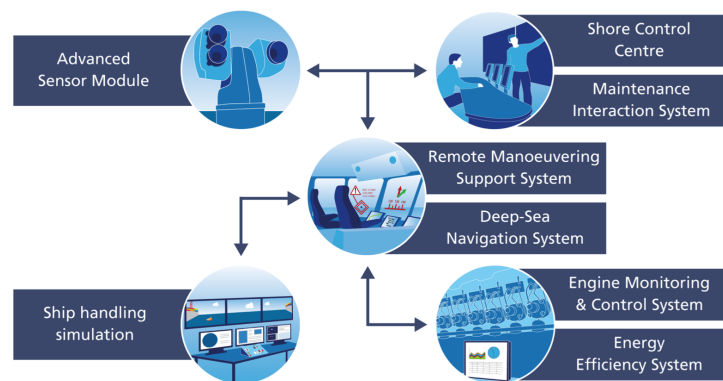 Advanced
Sensor Module
Shore Control
Centre
Maintenance
Interaction System
Remote Manoeuvering
Support System
Deep-Sea
Navigation System
Ship handling
simulation
Engine Monitoring
& Control System
Energy
Efficiency System